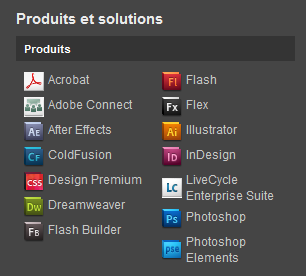 Produits et solutions
Produits
Acrobat
Adobe Connect
AE After Effects
CF ColdFusion
CS5 Design Premium
Dw Dreamweaver
FB Flash Builder
Fl Flash
Fx Flex
Ai Illustrator
ID InDesign
LC LiveCycle
Enterprise Suite
Ps Photoshop
pse Photoshop
Elements